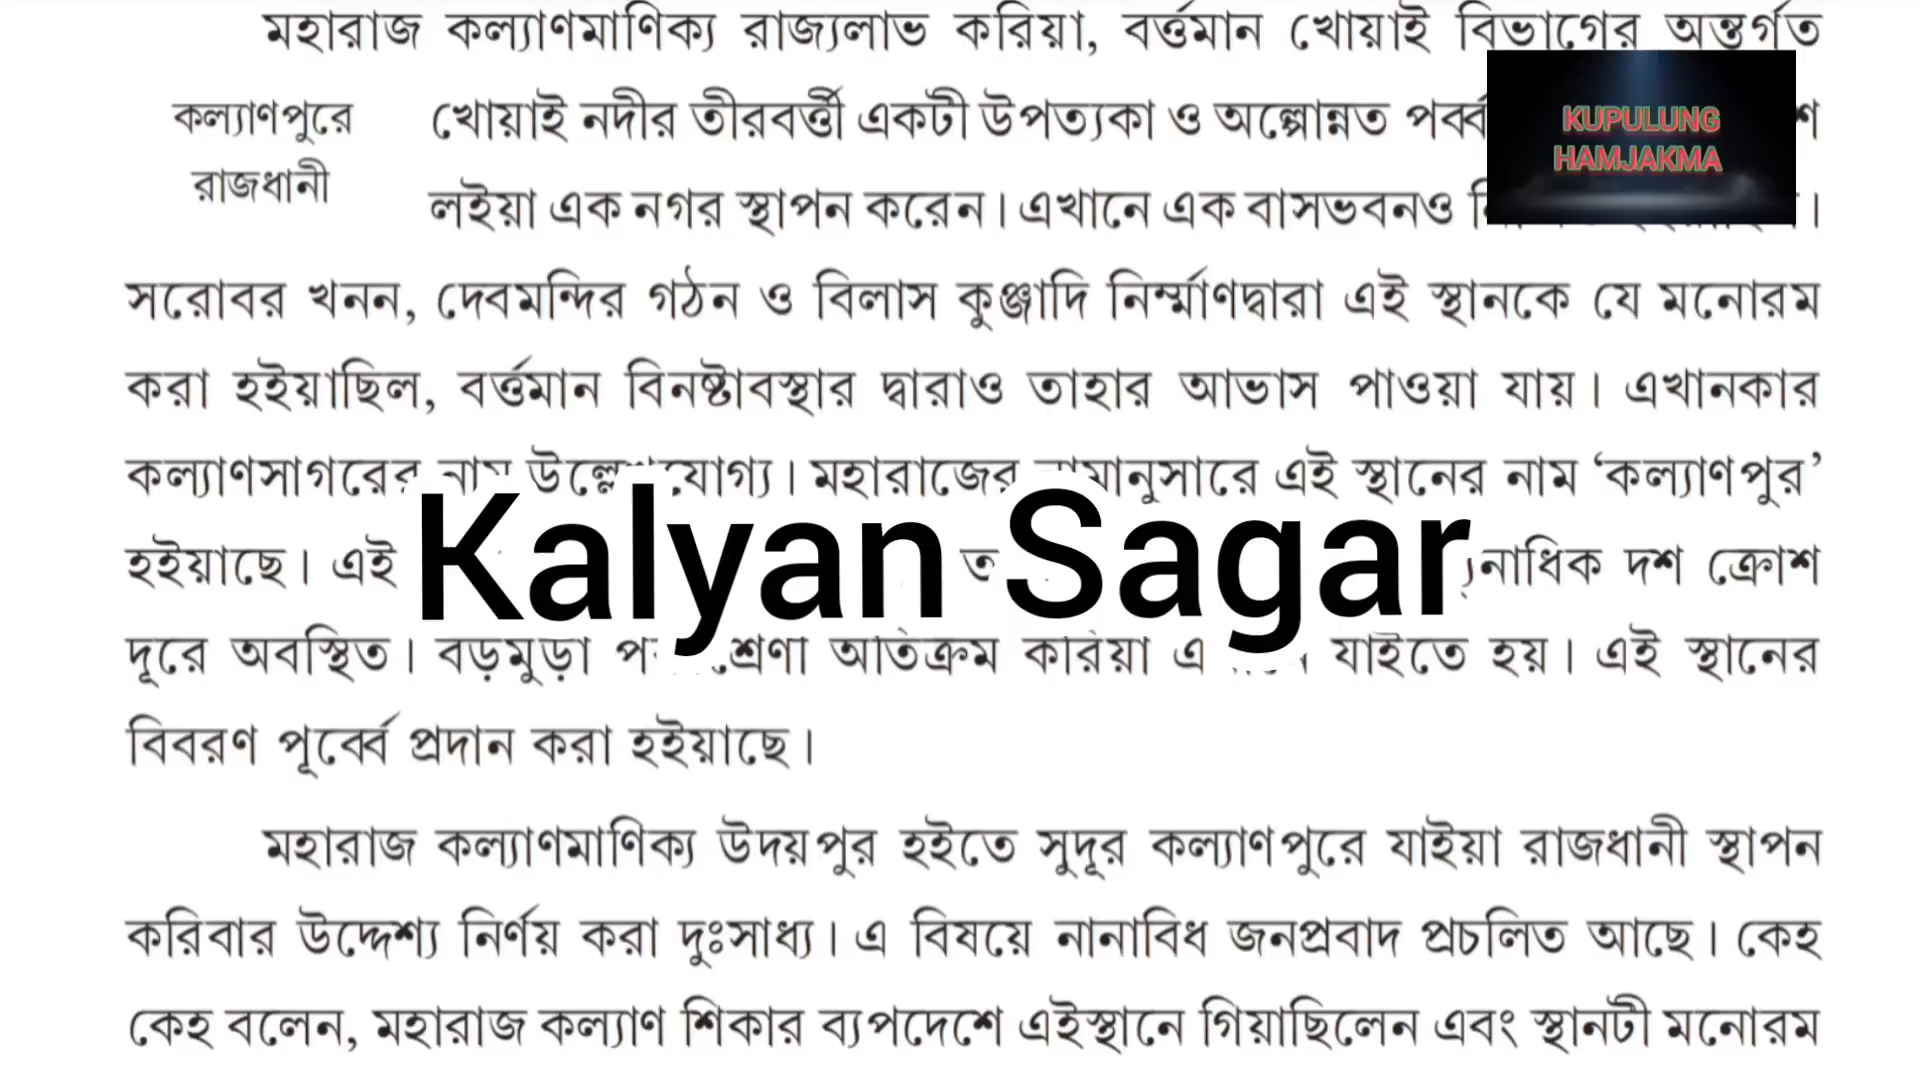 মহারাজ কল্যাণমাণিক্য রাজ্যলাভ করিয়া, বর্ত্তমান খোয়াই বিভাগের অন্তর্গত
কল্যাণপুরে
রাজধানী
খোয়াই নদীর তীরবর্ত্তী একটী উপত্যকা ও অল্পোন্নত
KUPULUNG
HAMJAKMA
লইয়া এক নগর স্থাপন করেন। এখানে এক বাসভবনও
সরোবর খনন, দেবমন্দির গঠন ও বিলাস কুঞ্জাদি নির্ম্মাণদ্বারা এই স্থানকে যে মনোরম
করা হইয়াছিল, বর্ত্তমান বিনষ্টাবস্থার দ্বারাও তাহার আভাস পাওয়া যায়। এখানকার
কল্যাণসাগরের নাম উল্লেখযোগ্য। মহারাজের নামানুসারে এই স্থানের নাম ‘কল্যাণপুর’
Kalyan Sagar
হইয়াছে। এই দশ ক্রোশ
দূরে অবস্থিত। বড়মুড়া অতিক্রম করিয়া যাইতে হয়। এই স্থানের
বিবরণ পূর্ব্বে প্রদান করা হইয়াছে।
মহারাজ কল্যাণমাণিক্য উদয়পুর হইতে সুদূর কল্যাণপুরে যাইয়া রাজধানী স্থাপন
করিবার উদ্দেশ্য নির্ণয় করা দুঃসাধ্য। এ বিষয়ে নানাবিধ জনপ্রবাদ প্রচলিত আছে। কেহ
কেহ বলেন, মহারাজ কল্যাণ শিকার ব্যপদেশে এইস্থানে গিয়াছিলেন এবং স্থানটী মনোরম